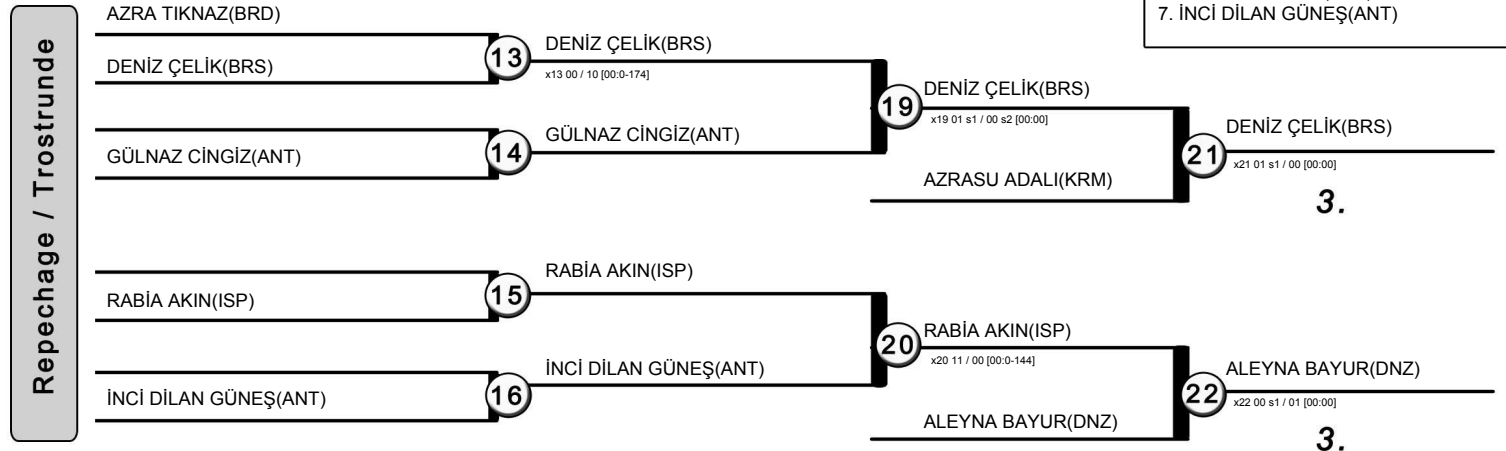 Repechage / Trostrunde
AZRA TIKNAZ(BRD)
DENİZ ÇELİK(BRS)
GÜLNAZ CİNGİZ(ANT)
RABİA AKIN(ISP)
İNCİ DİLAN GÜNEŞ(ANT)
13
14
15
16
DENİZ ÇELİK(BRS)
x13 00 / 10 [00:0-174]
GÜLNAZ CİNGİZ(ANT)
RABİA AKIN(ISP)
İNCİ DİLAN GÜNEŞ(ANT)
19
20
DENİZ ÇELİK(BRS)
x19 01 s1 / 00 s2 [00:00]
AZRASU ADALI(KRM)
RABİA AKIN(ISP)
x20 11 / 00 [00:0-144]
ALEYNA BAYUR(DNZ)
21
22
DENİZ ÇELİK(BRS)
x21 01 s1 / 00 [00:00]
3.
ALEYNA BAYUR(DNZ)
x22 00 s1 / 01 [00:00]
3.
7. İNCİ DİLAN GÜNEŞ(ANT)